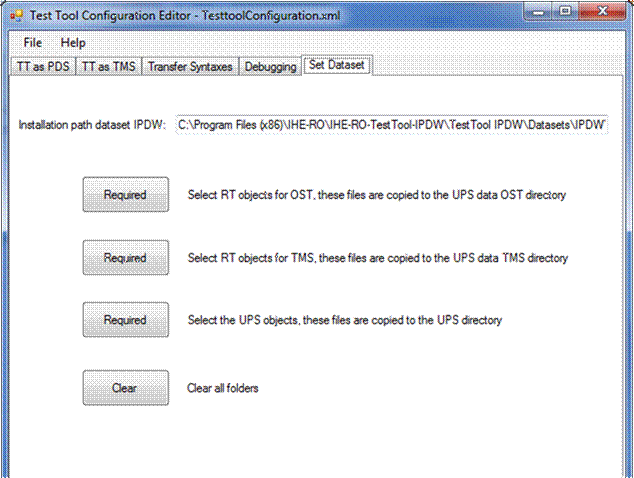 Test Tool Configuration Editor - TesttoolConfiguration.xml
File Help
TT as PDS TT as TMS Transfer Syntaxes Debugging Set Dataset
Installation path dataset IPDW: C:\Program Files (x86)\IHE-RO\IHE-RO-TestTool-IPDW\TestTool IPDW\Datasets\IPDW
Required Select RT objects for OST, these files are copied to the UPS data OST directory
Required Select RT objects for TMS, these files are copied to the UPS data TMS directory
Required Select the UPS objects, these files are copied to the UPS directory
Clear Clear all folders